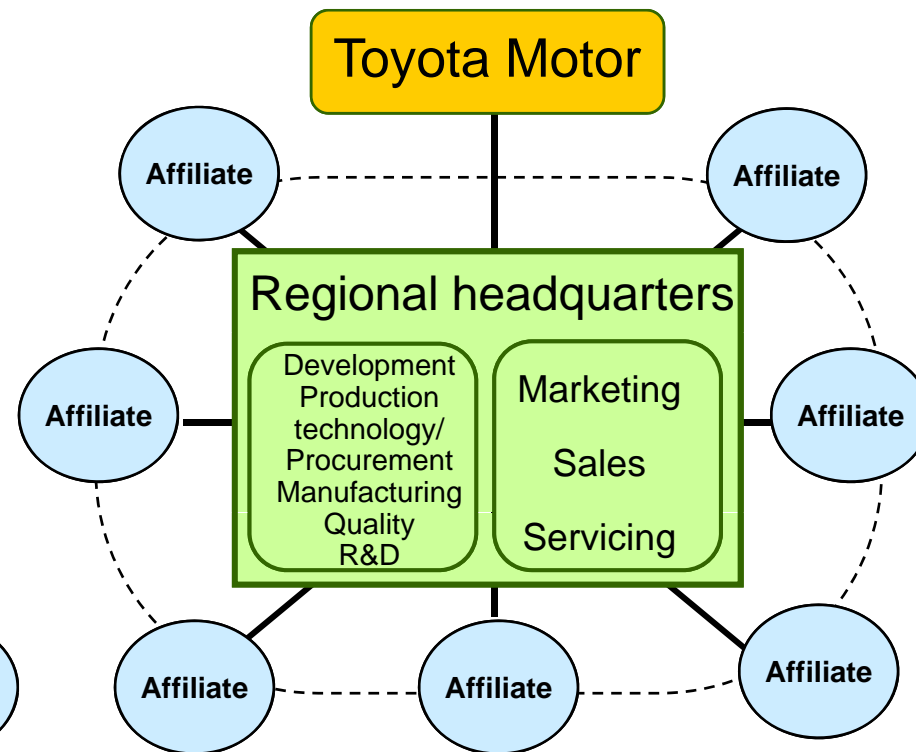 Toyota Motor
Affiliate
Affiliate
Regional headquarters
Development
Production
technology/
Procurement
Manufacturing
Quality
R&D
Marketing
Sales
Servicing
Affiliate
Affiliate
Affiliate
Affiliate
Affiliate